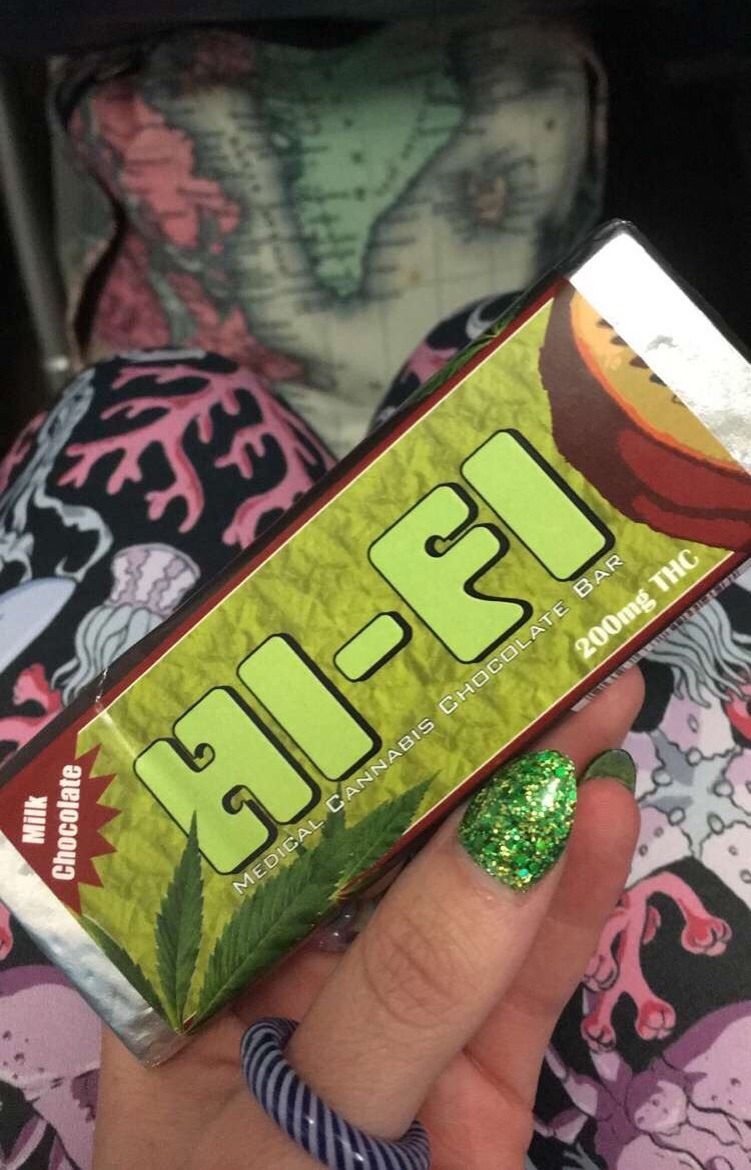 HI-FI
MEDICAL CANNABIS CHOCOLATE BAR
200mg THC
Milk
Chocolate